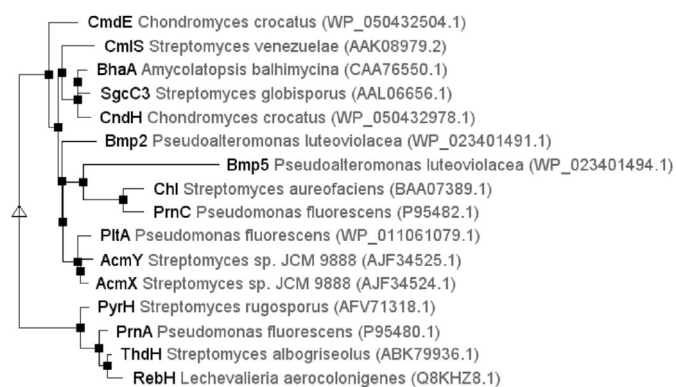 CmdE Chondromyces crocatus (WP_050432504.1)
CmlS Streptomyces venezuelae (AAK08979.2)
BhaA Amycolatopsis balhimycina (CAA76550.1)
SgcC3 Streptomyces globisporus (AAL06656.1)
CndH Chondromyces crocatus (WP_050432978.1)
Bmp2 Pseudoalteromonas luteoviolacea (WP_023401491.1)
Bmp5 Pseudoalteromonas luteoviolacea (WP_023401494.1)
Chl Streptomyces aureofaciens (BAA07389.1)
PrnC Pseudomonas fluorescens (P95482.1)
PltA Pseudomonas fluorescens (WP_011061079.1)
AcmY Streptomyces sp. JCM 9888 (AJF34525.1)
AcmX Streptomyces sp. JCM 9888 (AJF34524.1)
PyrH Streptomyces rugosporus (AFV71318.1)
PrnA Pseudomonas fluorescens (P95480.1)
ThdH Streptomyces albogriseolus (ABK79936.1)
RebH Lechevalieria aerocolonigenes (Q8KHZ8.1)